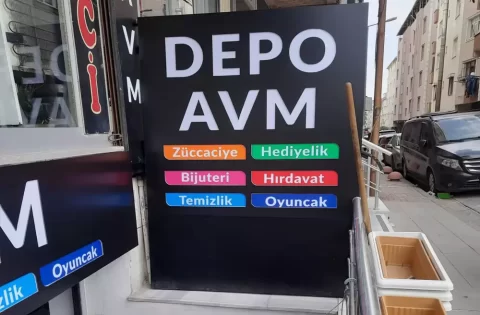 DEPO
AVM
Züccaciye Hediyelik
Bijuteri Hırdavat
Temizlik Oyuncak
Oyuncak